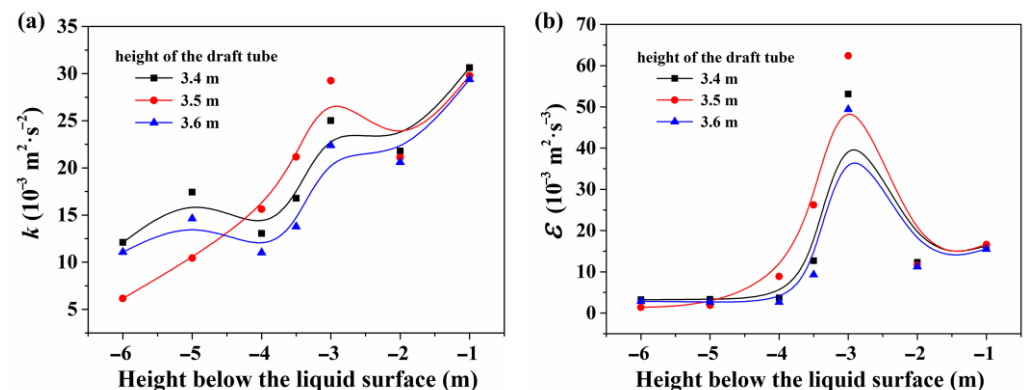 (a)
35
30
25
20
15
10
5
k (10⁻³ m²·s⁻²)
height of the draft tube
3.4 m
3.5 m
3.6 m
−6 −5 −4 −3 −2 −1
Height below the liquid surface (m)
(b)
70
60
50
40
30
20
10
0
ε (10⁻³ m²·s⁻³)
height of the draft tube
3.4 m
3.5 m
3.6 m
−6 −5 −4 −3 −2 −1
Height below the liquid surface (m)